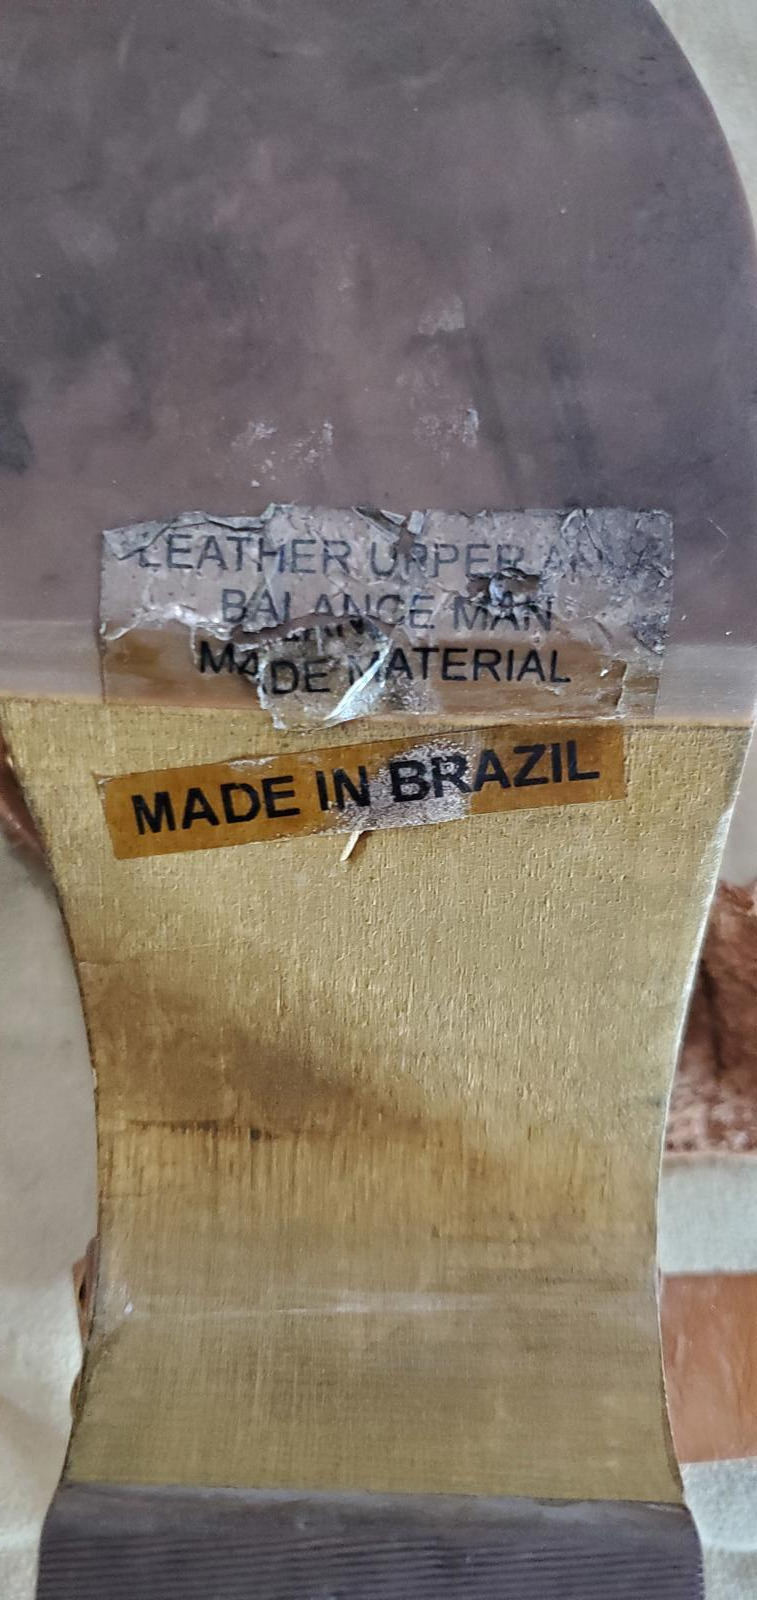 LEATHER UPPER
BALANCE MAN
MADE MATERIAL
MADE IN BRAZIL